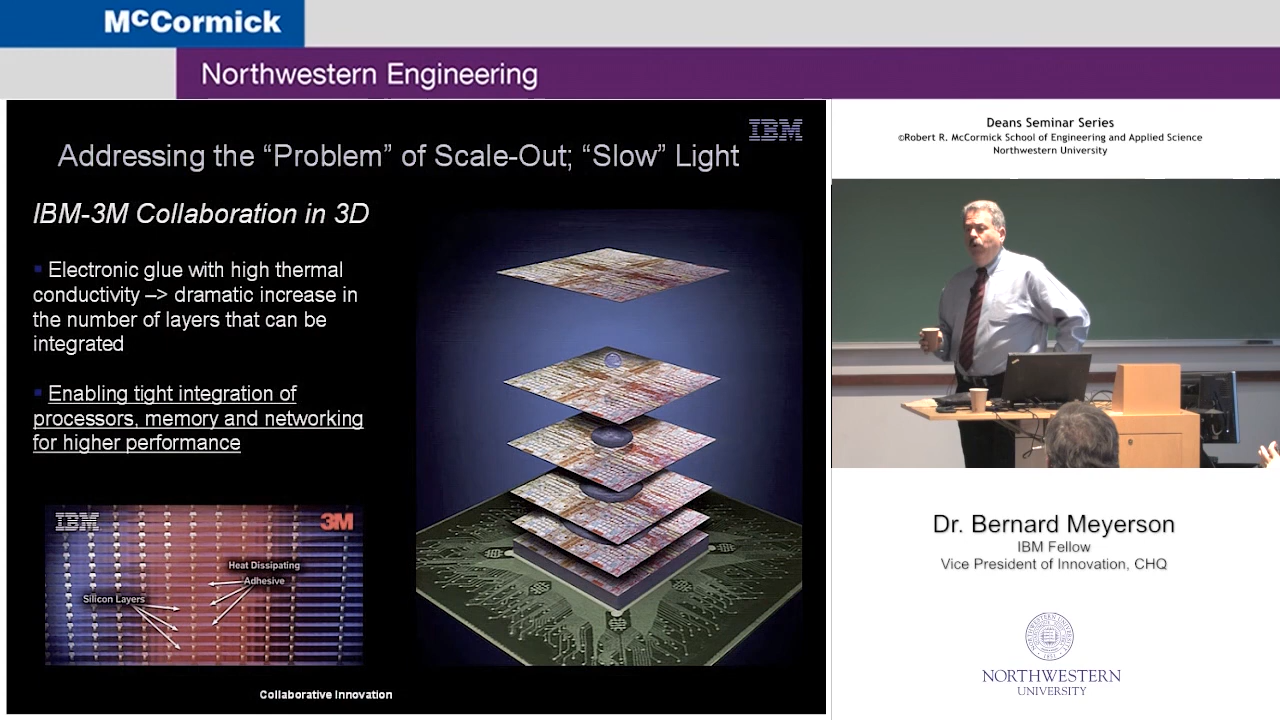 McCormick
Northwestern Engineering
IBM
Addressing the “Problem” of Scale-Out; “Slow” Light
IBM-3M Collaboration in 3D
Electronic glue with high thermal
conductivity –> dramatic increase in
the number of layers that can be
integrated
Enabling tight integration of
processors, memory and networking
for higher performance
IBM
3M
Heat Dissipating
Adhesive
Silicon Layers
Collaborative Innovation
Deans Seminar Series
©Robert R. McCormick School of Engineering and Applied Science
Northwestern University
Dr. Bernard Meyerson
IBM Fellow
Vice President of Innovation, CHQ
NORTHWESTERN
UNIVERSITY